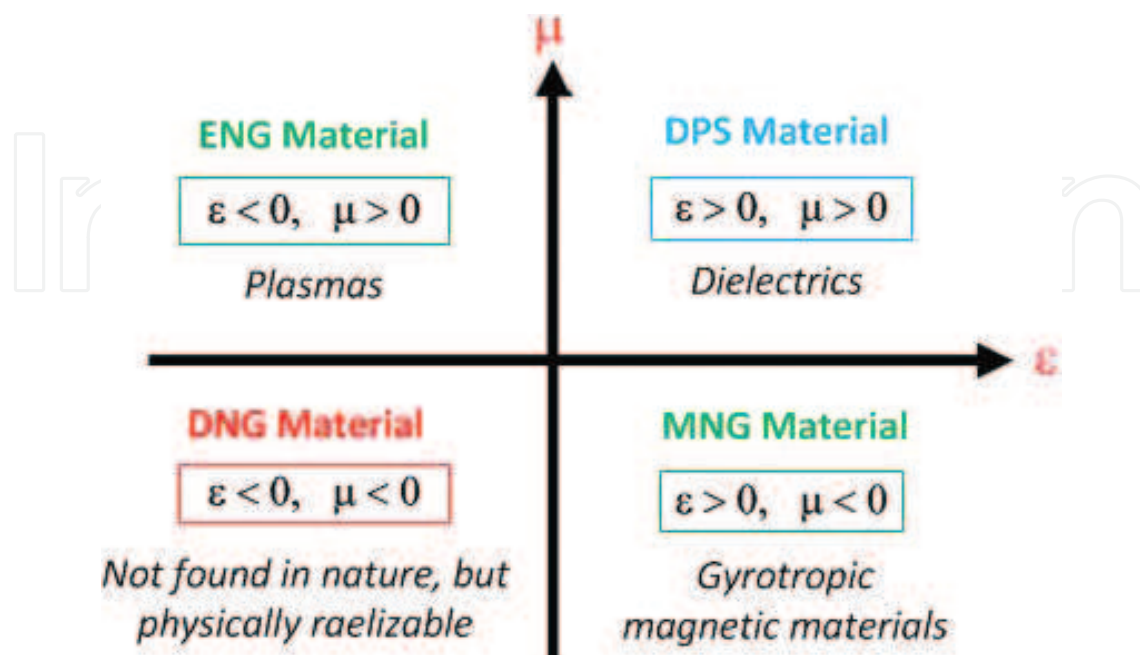 μ
ENG Material
ε < 0, μ > 0
Plasmas
DPS Material
ε > 0, μ > 0
Dielectrics
ε
DNG Material
ε < 0, μ < 0
Not found in nature, but
physically raelizable
MNG Material
ε > 0, μ < 0
Gyrotropic
magnetic materials